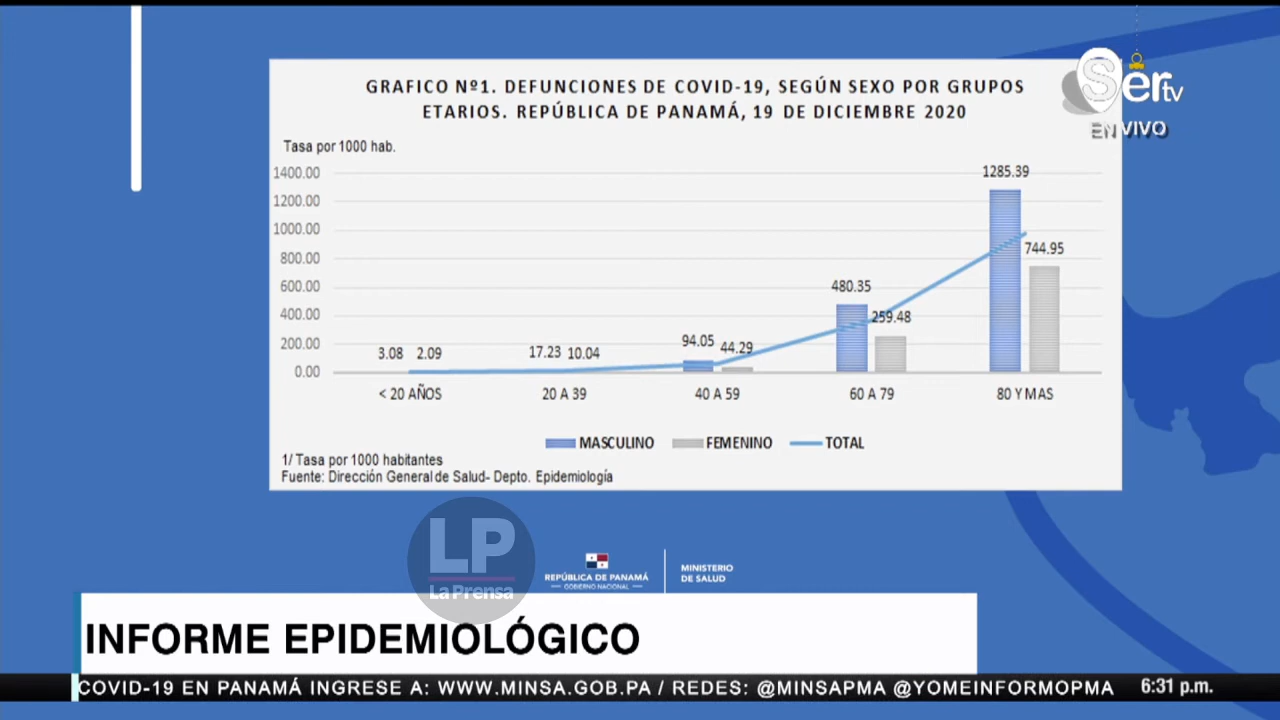 Sertv
EN VIVO
GRAFICO Nº1. DEFUNCIONES DE COVID-19, SEGÚN SEXO POR GRUPOS
ETARIOS. REPÚBLICA DE PANAMÁ, 19 DE DICIEMBRE 2020
Tasa por 1000 hab.
1400.00
1200.00
1000.00
800.00
600.00
400.00
200.00
0.00
3.08 2.09
17.23 10.04
94.05 44.29
480.35 259.48
1285.39 744.95
< 20 AÑOS 20 A 39 40 A 59 60 A 79 80 Y MAS
MASCULINO FEMENINO TOTAL
1/ Tasa por 1000 habitantes
Fuente: Dirección General de Salud- Depto. Epidemiología
LP
La Prensa
REPÚBLICA DE PANAMÁ
— GOBIERNO NACIONAL —
MINISTERIO
DE SALUD
INFORME EPIDEMIOLÓGICO
COVID-19 EN PANAMÁ INGRESE A: WWW.MINSA.GOB.PA / REDES: @MINSAPMA @YOMEINFORMOPMA 6:31 p.m.